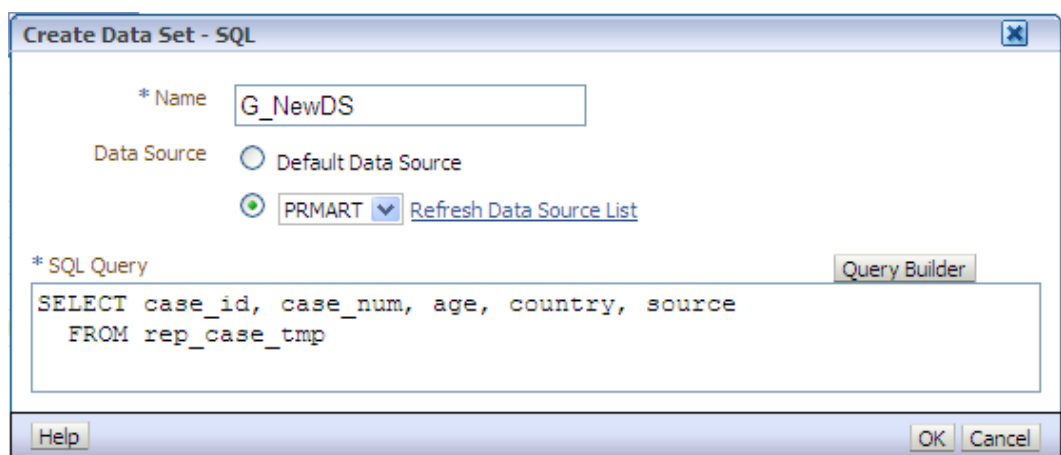 Create Data Set - SQL
* Name
G_NewDS
Data Source
Default Data Source
PRMART Refresh Data Source List
* SQL Query
Query Builder
SELECT case_id, case_num, age, country, source
FROM rep_case_tmp
Help
OK
Cancel